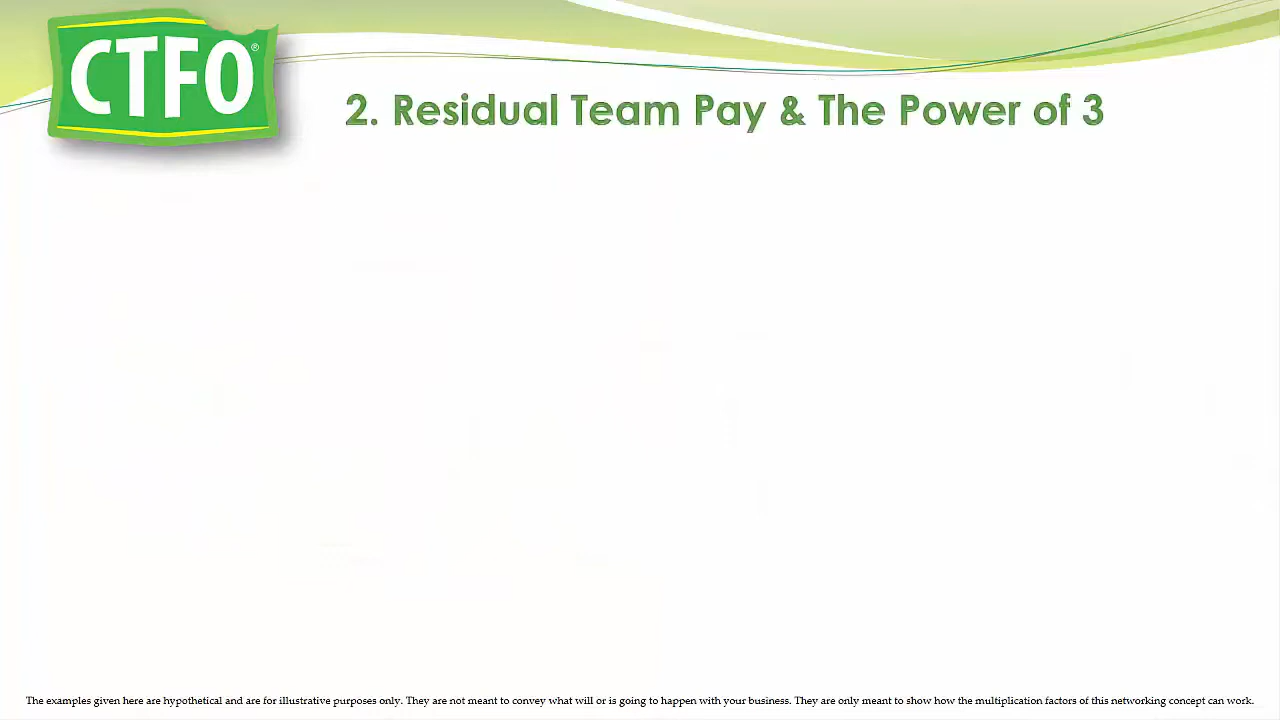 CTFO®
2. Residual Team Pay & The Power of 3
The examples given here are hypothetical and are for illustrative purposes only. They are not meant to convey what will or is going to happen with your business. They are only meant to show how the multiplication factors of this networking concept can work.